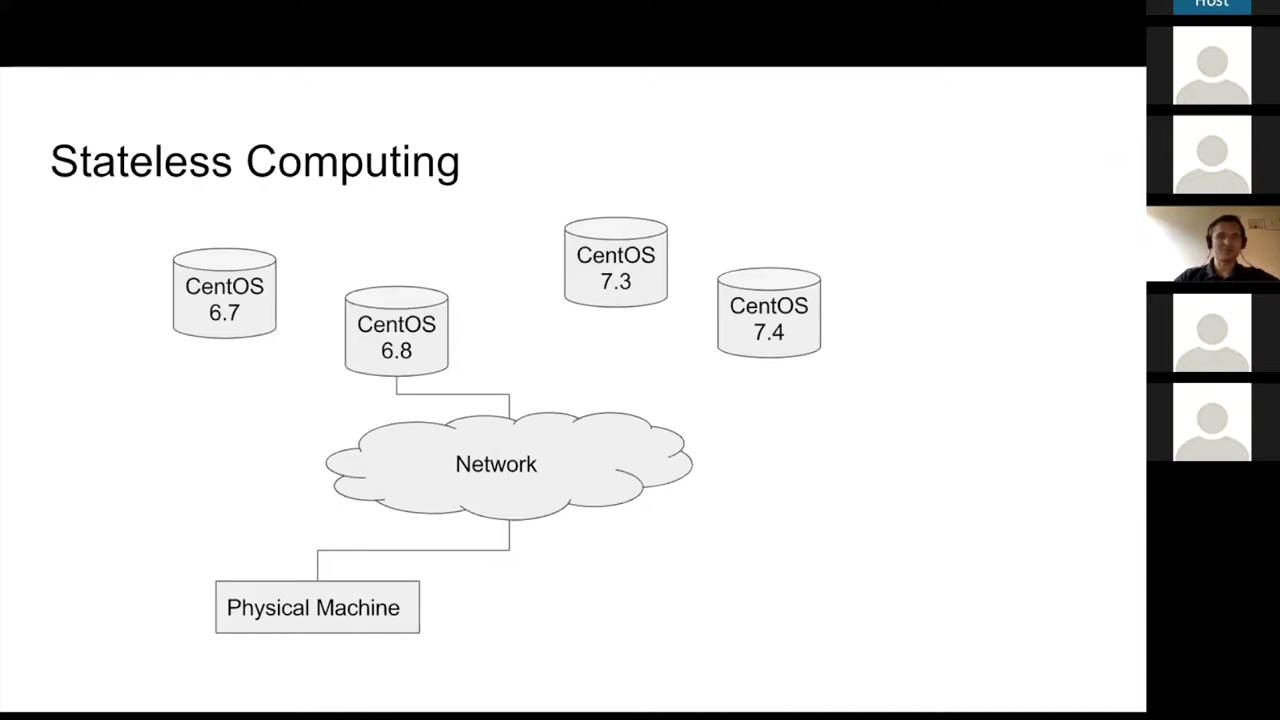 Host
Stateless Computing
CentOS
6.7
CentOS
6.8
CentOS
7.3
CentOS
7.4
Network
Physical Machine